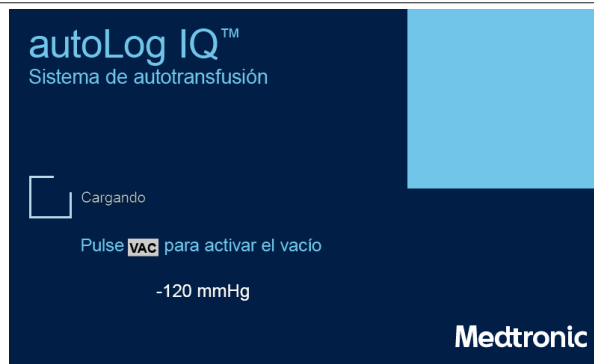 autoLog IQ™
Sistema de autotransfusión
Cargando
Pulse VAC para activar el vacío
-120 mmHg
Medtronic